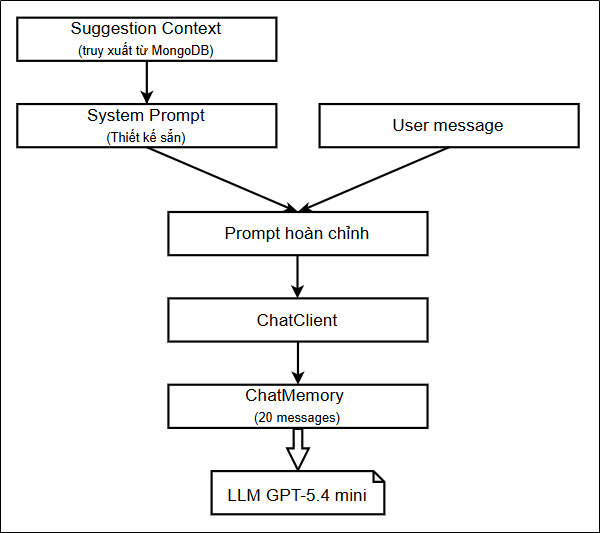 Suggestion Context
(truy xuất từ MongoDB)
System Prompt
(Thiết kế sẳn)
User message
Prompt hoàn chỉnh
ChatClient
ChatMemory
(20 messages)
LLM GPT-5.4 mini